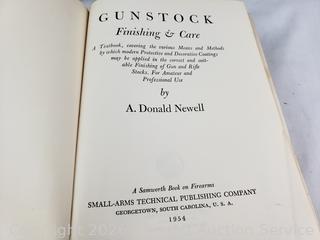 GUNSTOCK
Finishing & Care
A Textbook, covering the various Means and Methods
by which modern Protective and Decorative Coatings
may be applied in the correct and suit-
able Finishing of Gun and Rifle
Stocks. For Amateur and
Professional Use
by
A. Donald Newell
A Samworth Book on Firearms
SMALL-ARMS TECHNICAL PUBLISHING COMPANY
GEORGETOWN, SOUTH CAROLINA, U. S. A.
1954